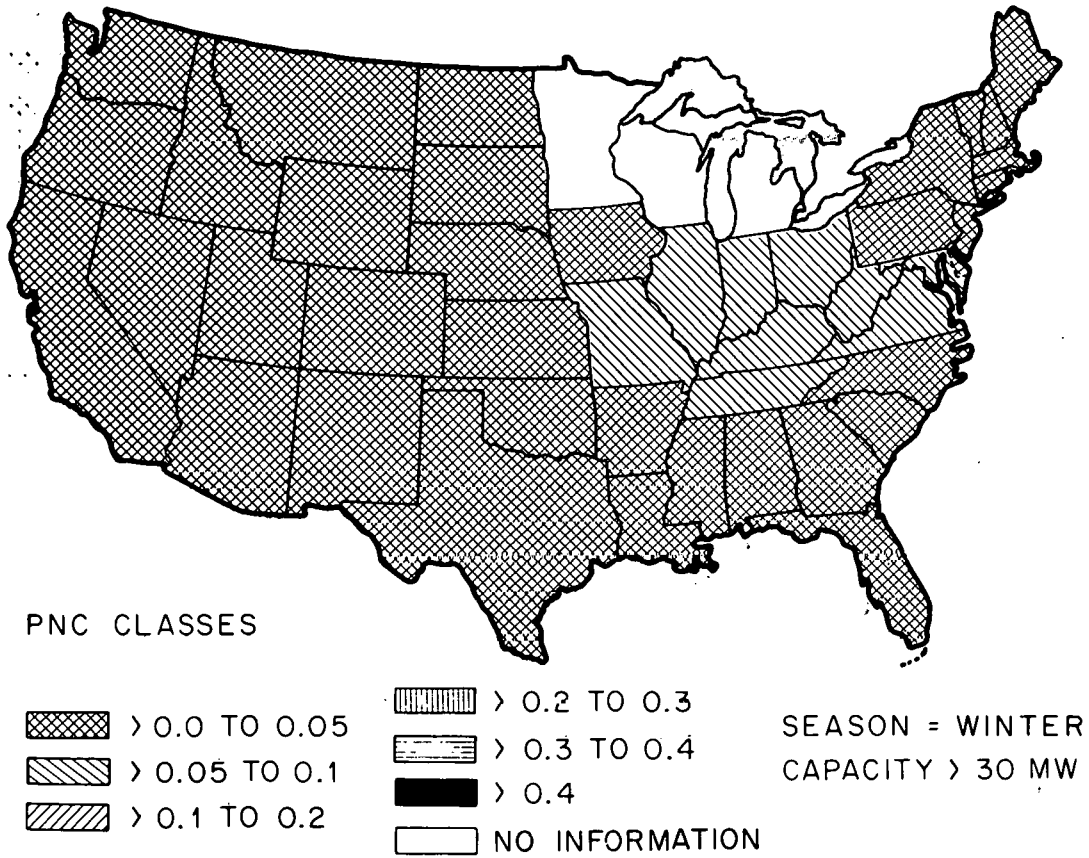 PNC CLASSES
> 0.0 TO 0.05
> 0.05 TO 0.1
> 0.1 TO 0.2
> 0.2 TO 0.3
> 0.3 TO 0.4
> 0.4
NO INFORMATION
SEASON = WINTER
CAPACITY > 30 MW